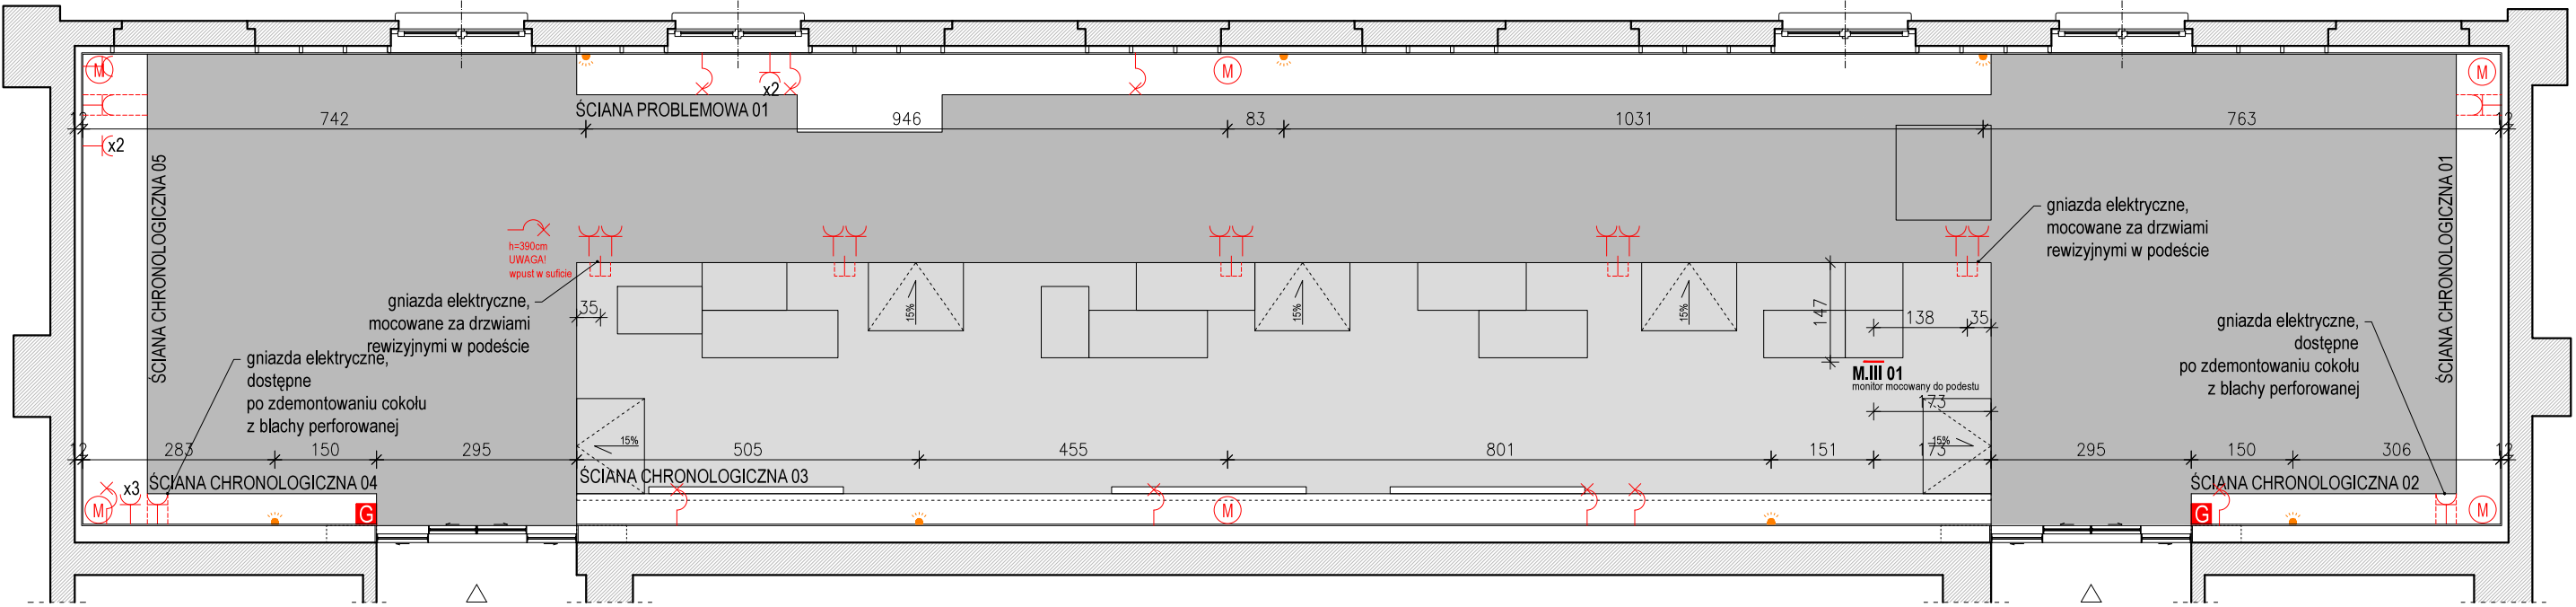 M
M
M
x2
ŚCIANA PROBLEMOWA 01
12
742
946
83
1031
763
12
x2
ŚCIANA CHRONOLOGICZNA 05
ŚCIANA CHRONOLOGICZNA 01
h=390cm
UWAGA!
wpust w suficie
gniazda elektryczne,
mocowane za drzwiami
rewizyjnymi w podeście
gniazda elektryczne,
mocowane za drzwiami
rewizyjnymi w podeście
35
15%
15%
15%
147
138
35
gniazda elektryczne,
dostępne
po zdemontowaniu cokołu
z blachy perforowanej
gniazda elektryczne,
dostępne
po zdemontowaniu cokołu
z blachy perforowanej
M.III 01
monitor mocowany do podestu
173
15%
15%
12
283
150
295
505
455
801
151
173
295
150
306
12
ŚCIANA CHRONOLOGICZNA 04
ŚCIANA CHRONOLOGICZNA 03
ŚCIANA CHRONOLOGICZNA 02
x3
M
G
M
G
M